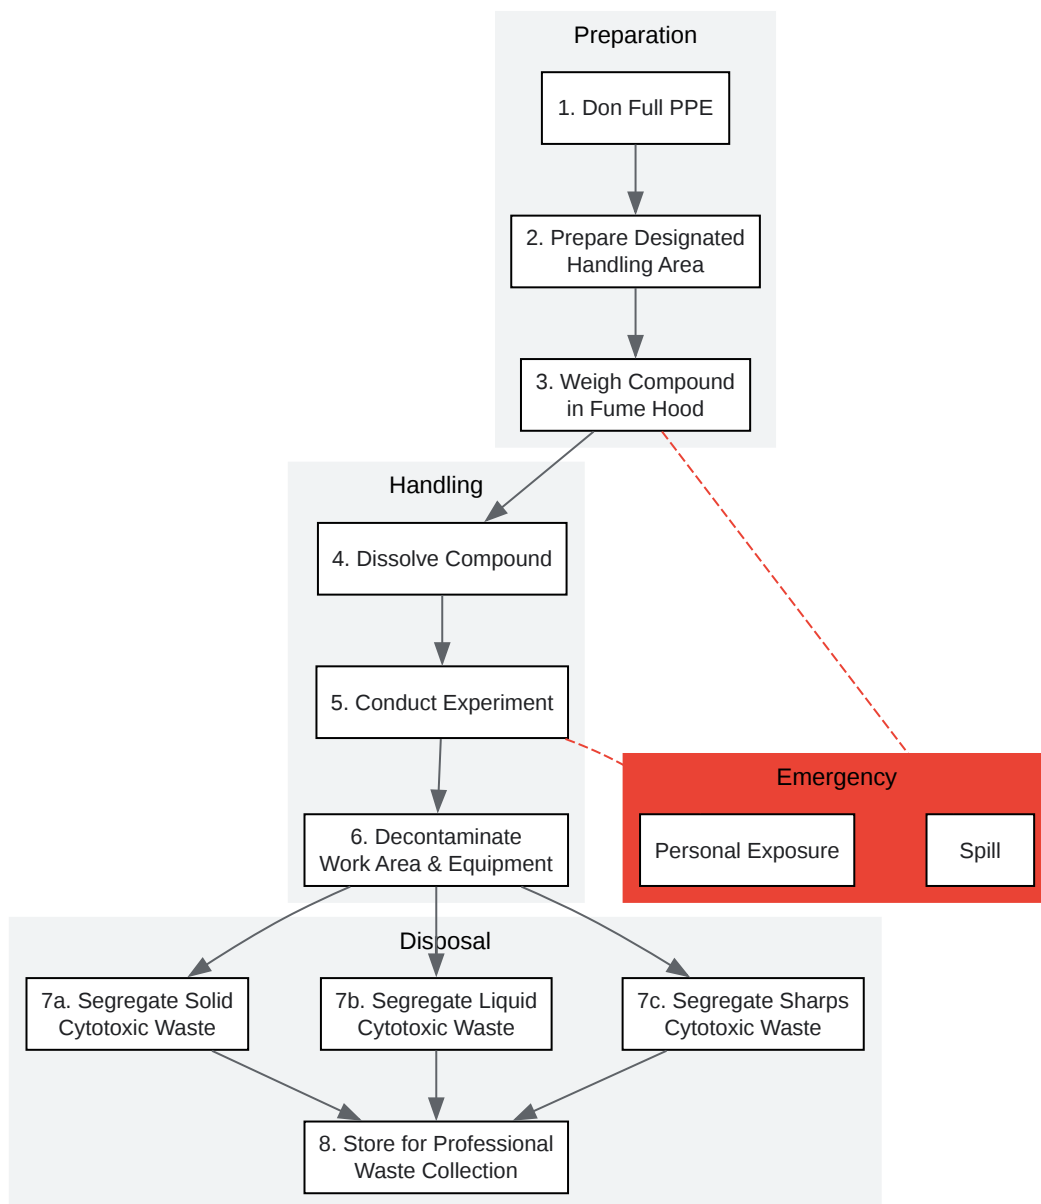 Preparation
1. Don Full PPE
2. Prepare Designated
Handling Area
3. Weigh Compound
in Fume Hood
Handling
4. Dissolve Compound
5. Conduct Experiment
6. Decontaminate
Work Area & Equipment
Emergency
Personal Exposure
Spill
Disposal
7a. Segregate Solid
Cytotoxic Waste
7b. Segregate Liquid
Cytotoxic Waste
7c. Segregate Sharps
Cytotoxic Waste
8. Store for Professional
Waste Collection